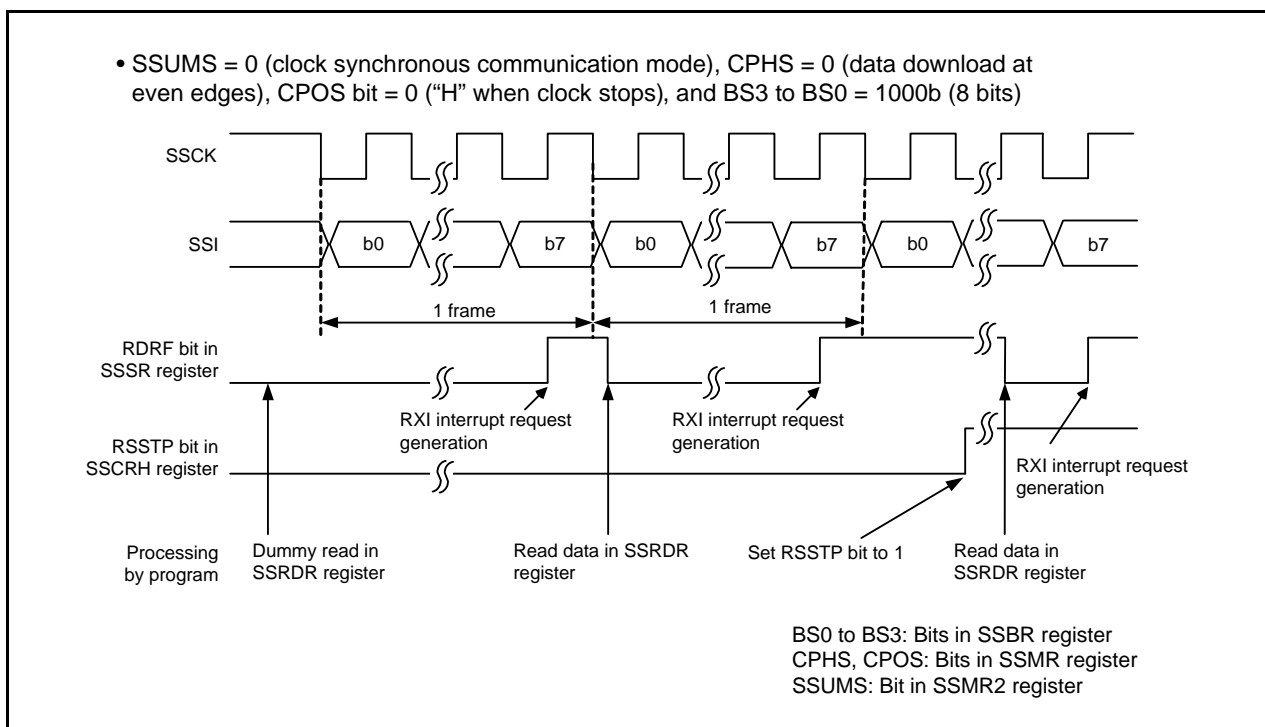 • SSUMS = 0 (clock synchronous communication mode), CPHS = 0 (data download at
even edges), CPOS bit = 0 (“H” when clock stops), and BS3 to BS0 = 1000b (8 bits)
SSCK
SSI
b0
b7
b0
b7
b0
b7
1 frame
1 frame
RDRF bit in
SSSR register
RXI interrupt request
generation
RXI interrupt request
generation
RSSTP bit in
SSCRH register
RXI interrupt request
generation
Processing
by program
Dummy read in
SSRDR register
Read data in SSRDR
register
Set RSSTP bit to 1
Read data in
SSRDR register
BS0 to BS3: Bits in SSBR register
CPHS, CPOS: Bits in SSMR register
SSUMS: Bit in SSMR2 register